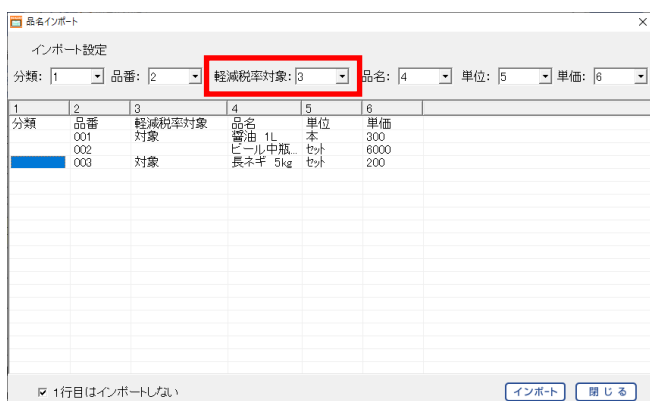 品名インポート
インポート設定
分類: 1 品番: 2 軽減税率対象: 3 品名: 4 単位: 5 単価: 6
1 2 3 4 5 6
分類 品番 軽減税率対象 品名 単位 単価
001 対象 醤油 1L 本 300
002 ビール中瓶... セット 6000
003 対象 長ネギ 5kg セット 200
1行目はインポートしない
インポート 閉じる